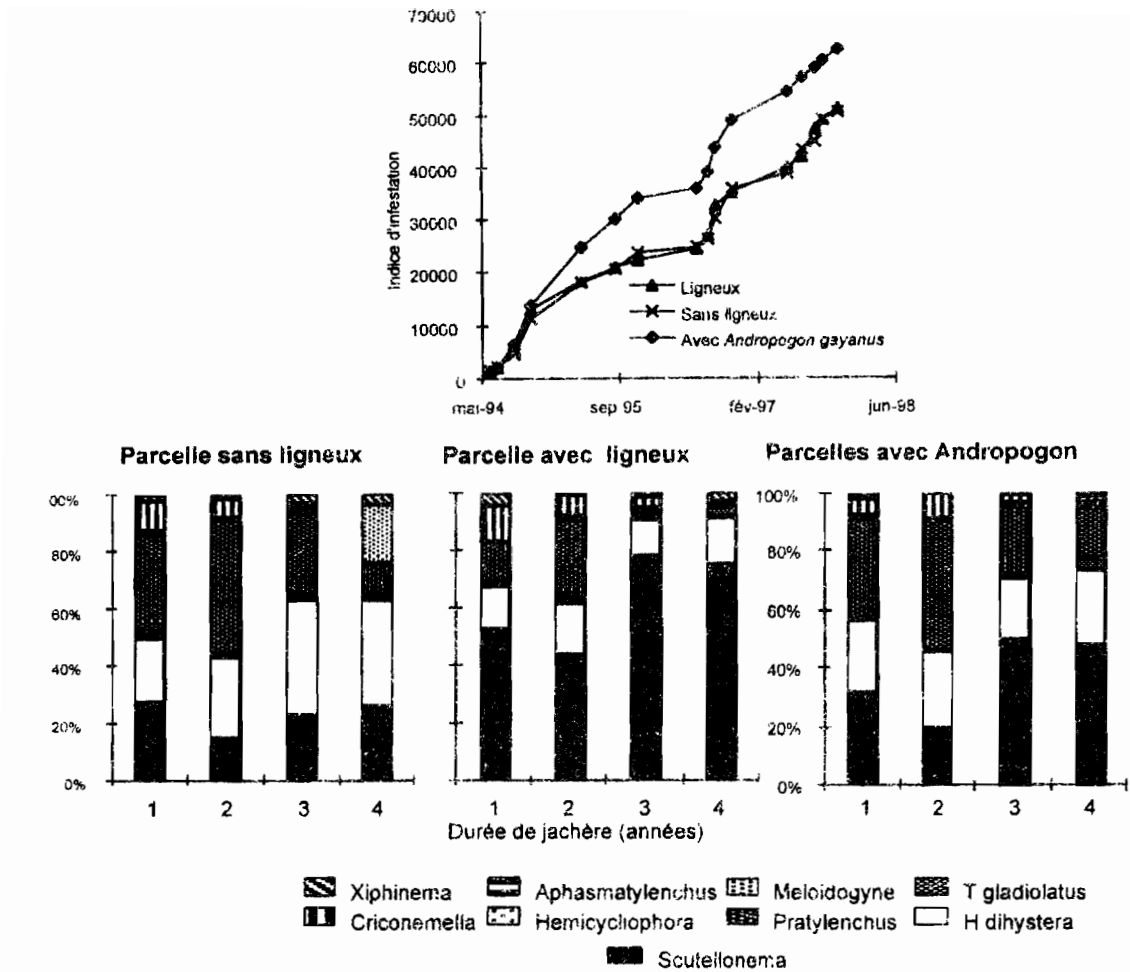 70000
60000
50000
40000
30000
20000
10000
0
Indice d'infestation
Ligneux
Sans ligneux
Avec Andropogon gayanus
mai-94
sep 95
fév-97
jun-98
Parcelle sans ligneux
Parcelle avec ligneux
Parcelles avec Andropogon
00%
80%
60%
40%
20%
0%
100%
80%
60%
40%
20%
0%
1 2 3 4
1 2 3 4
1 2 3 4
Durée de jachère (années)
Xiphinema Aphasmatylenchus Meloidogyne T gladiolatus
Criconemella Hemicycliophora Pratylenchus H dihystera
Scutellonema